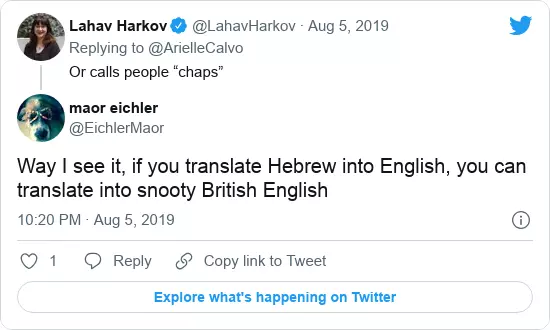 Lahav Harkov @LahavHarkov · Aug 5, 2019
Replying to @ArielleCalvo
Or calls people “chaps”
maor eichler
@EichlerMaor
Way I see it, if you translate Hebrew into English, you can
translate into snooty British English
10:20 PM · Aug 5, 2019
1 Reply Copy link to Tweet
Explore what's happening on Twitter